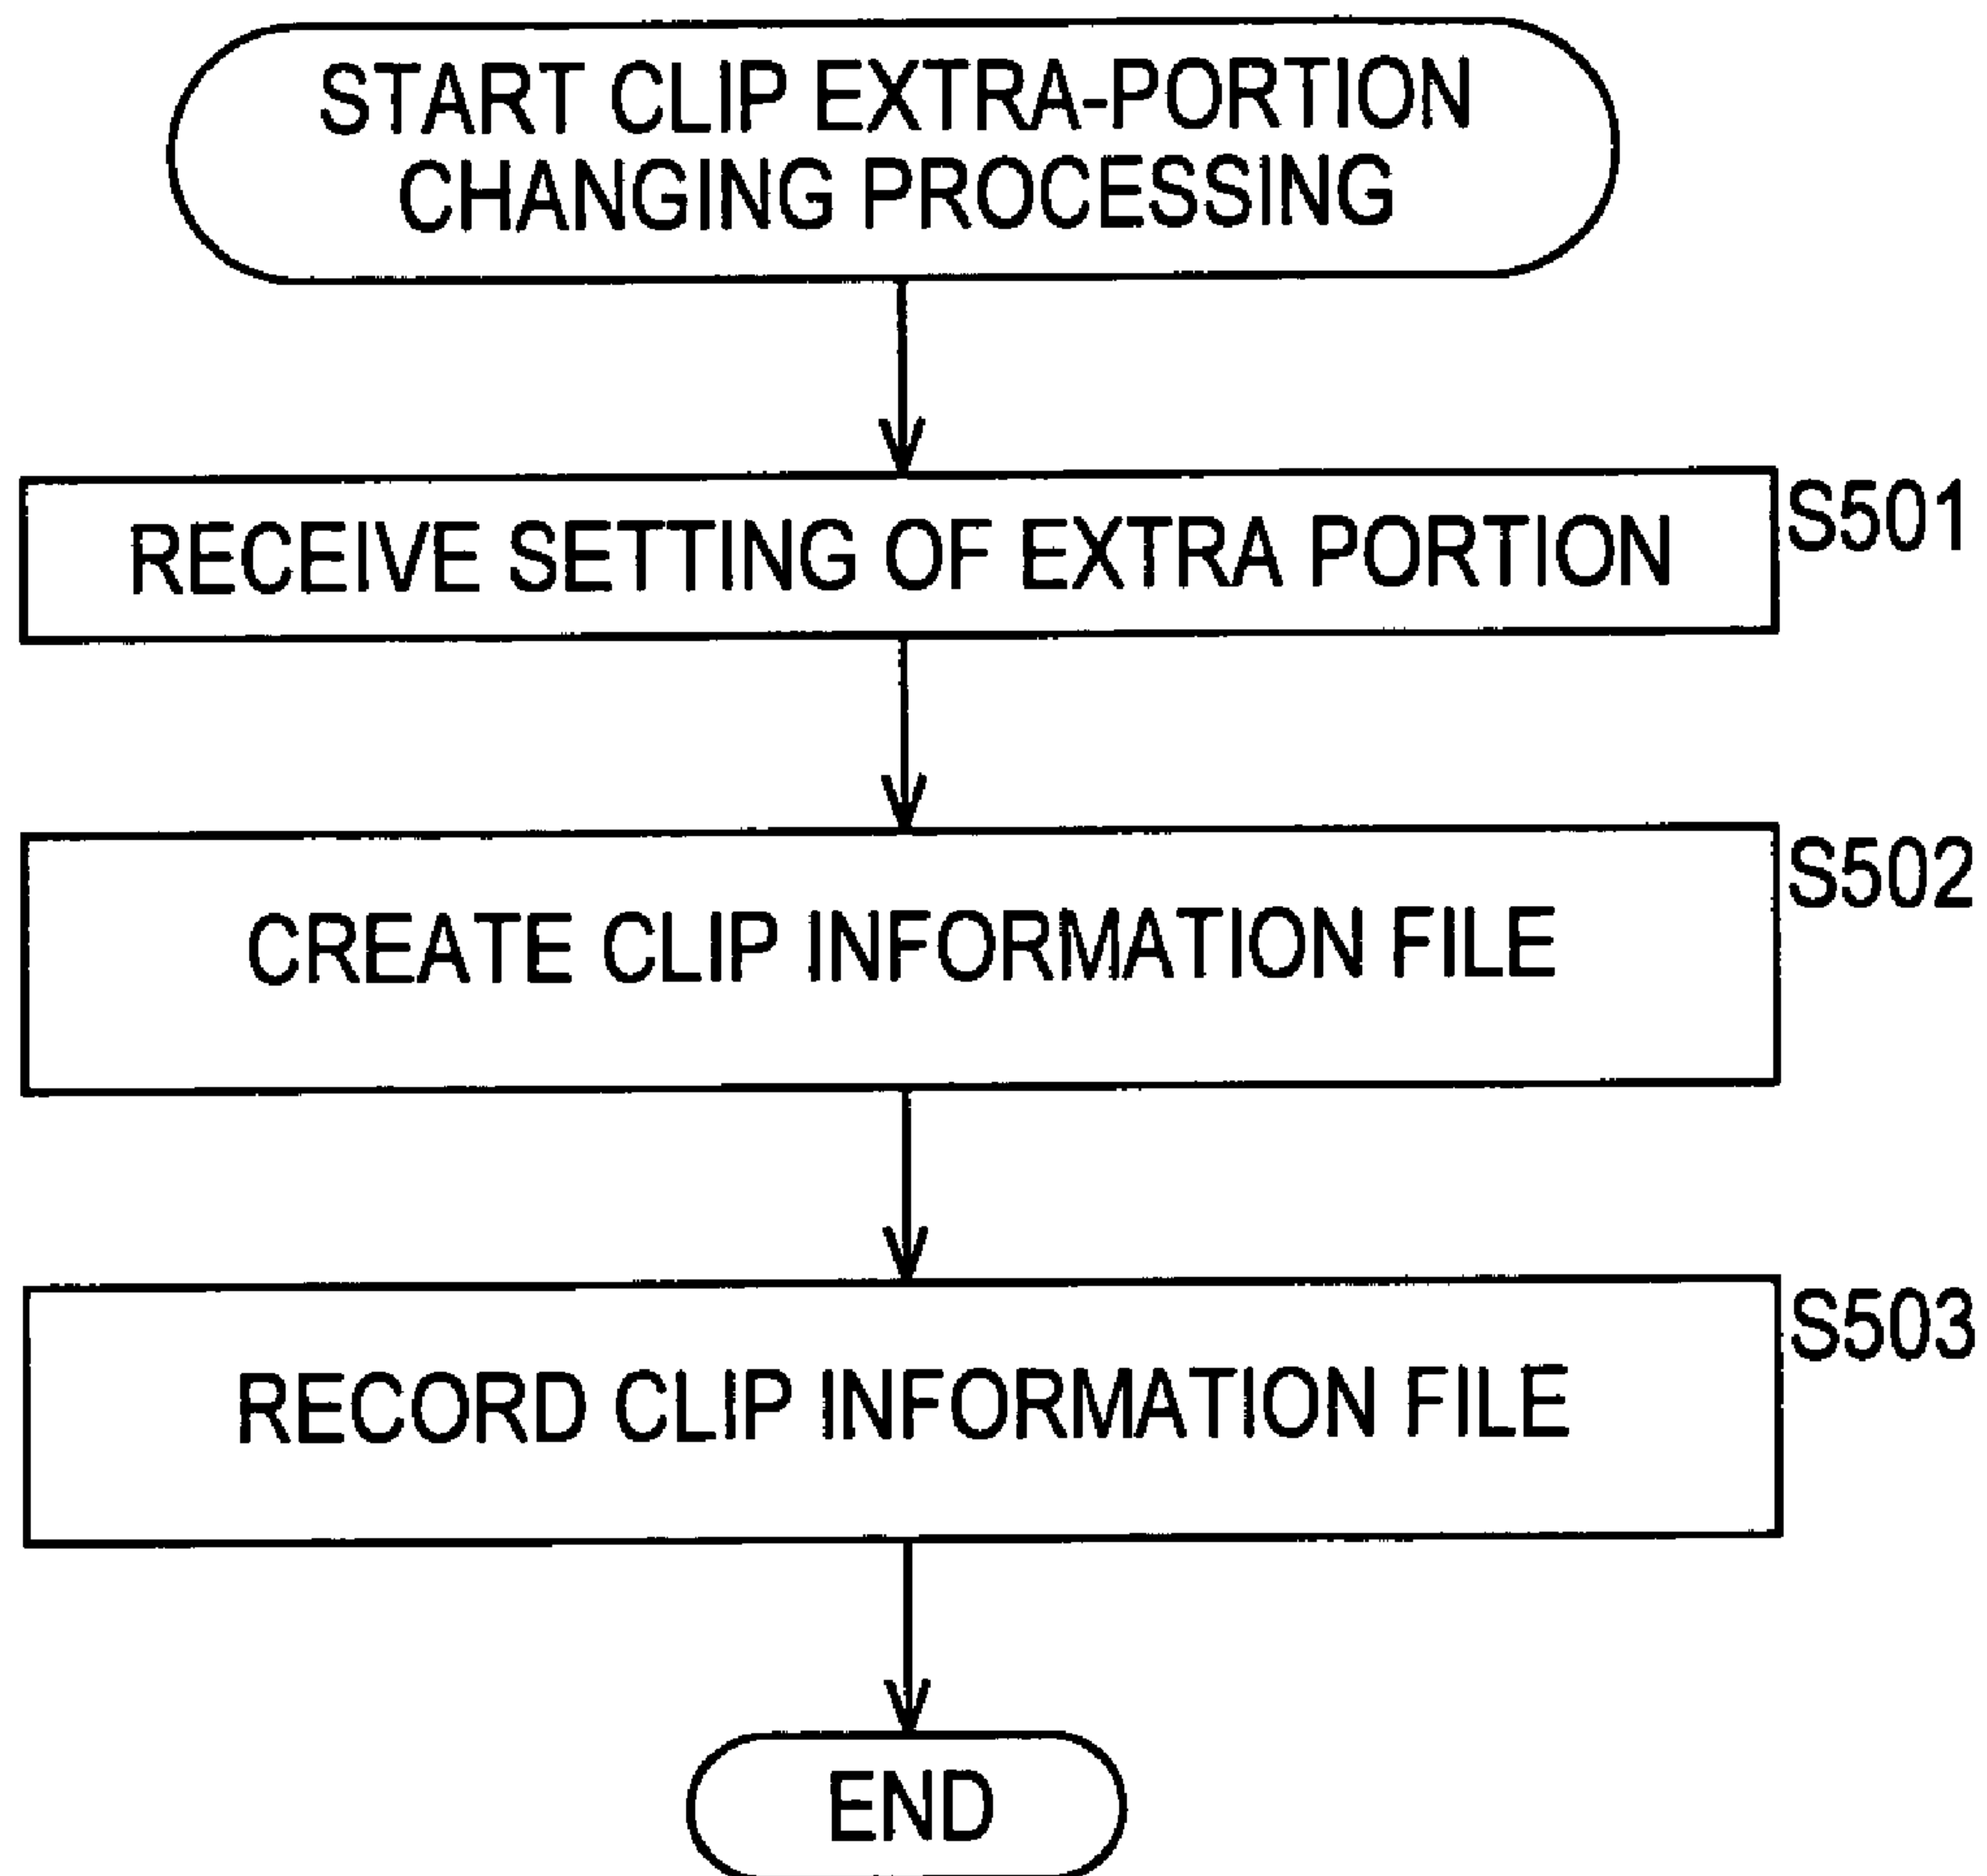 START CLIP EXTRA-PORTION
CHANGING PROCESSING
RECEIVE SETTING OF EXTRA PORTION
S501
CREATE CLIP INFORMATION FILE
S502
RECORD CLIP INFORMATION FILE
S503
END